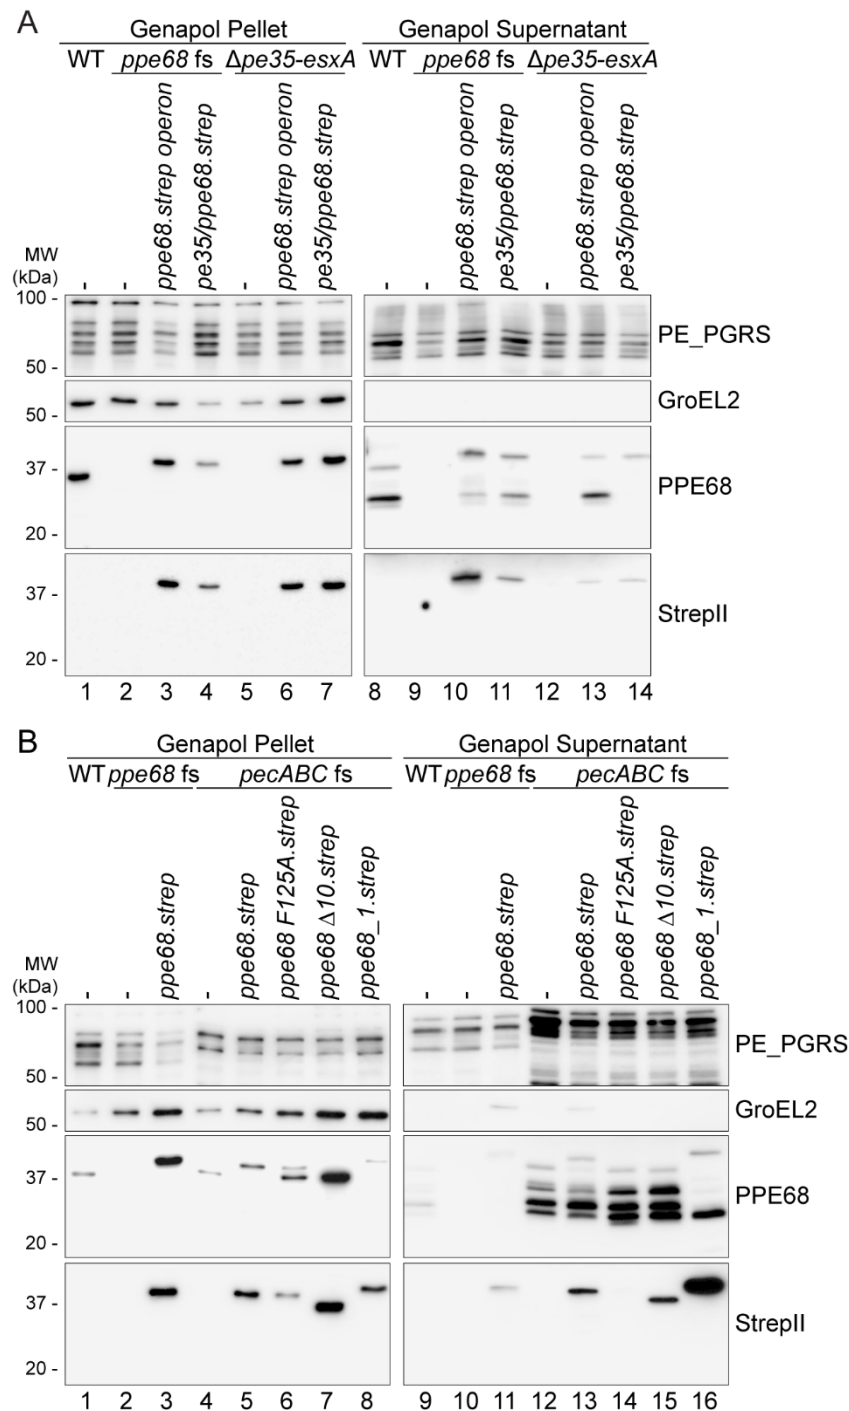 A
Genapol Pellet
Genapol Supernatant
WT ppe68 fs Δpe35-esxA
WT ppe68 fs Δpe35-esxA
- - ppe68.strep operon pe35/ppe68.strep - ppe68.strep operon pe35/ppe68.strep
- - ppe68.strep operon pe35/ppe68.strep - ppe68.strep operon pe35/ppe68.strep
MW
(kDa)
100 -
PE_PGRS
50 -
50 -
GroEL2
37 -
PPE68
20 -
37 -
StrepII
20 -
1 2 3 4 5 6 7 8 9 10 11 12 13 14
B
Genapol Pellet
Genapol Supernatant
WT ppe68 fs pecABC fs
WT ppe68 fs pecABC fs
- - ppe68.strep - ppe68.strep ppe68 F125A.strep ppe68 Δ10.strep ppe68_1.strep
- - ppe68.strep - ppe68.strep ppe68 F125A.strep ppe68 Δ10.strep ppe68_1.strep
MW
(kDa)
100 -
PE_PGRS
50 -
50 -
GroEL2
37 -
PPE68
20 -
37 -
StrepII
20 -
1 2 3 4 5 6 7 8 9 10 11 12 13 14 15 16